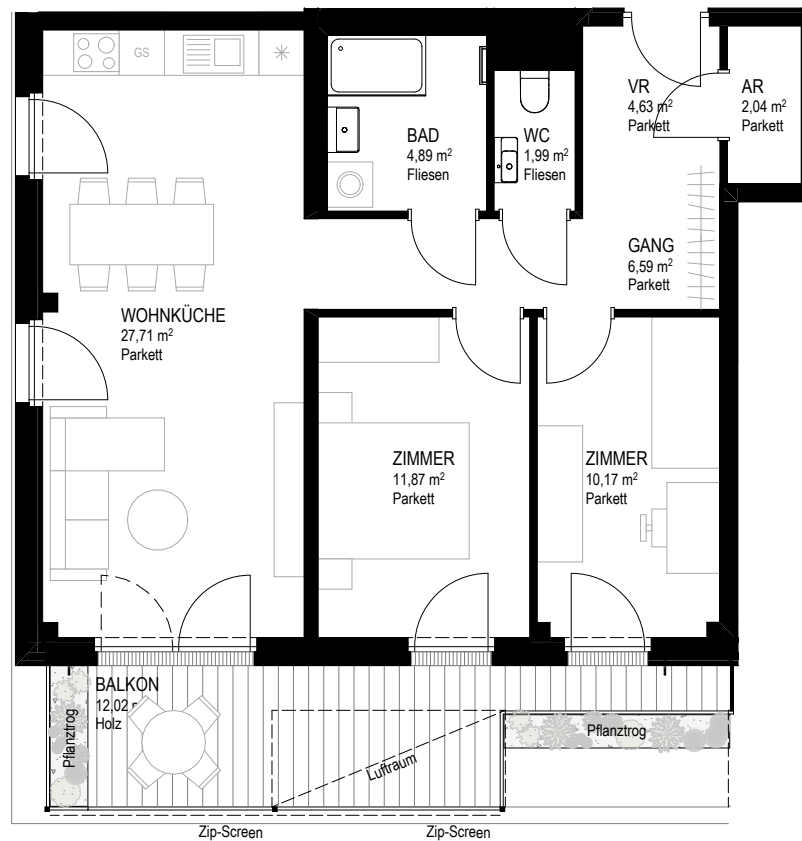 GS
VR
4,63 m²
Parkett
AR
2,04 m²
Parkett
BAD
4,89 m²
Fliesen
WC
1,99 m²
Fliesen
GANG
6,59 m²
Parkett
WOHNKÜCHE
27,71 m²
Parkett
ZIMMER
11,87 m²
Parkett
ZIMMER
10,17 m²
Parkett
BALKON
12,02
Holz
Pflanztrog
Pflanztrog
Luftraum
Zip-Screen
Zip-Screen